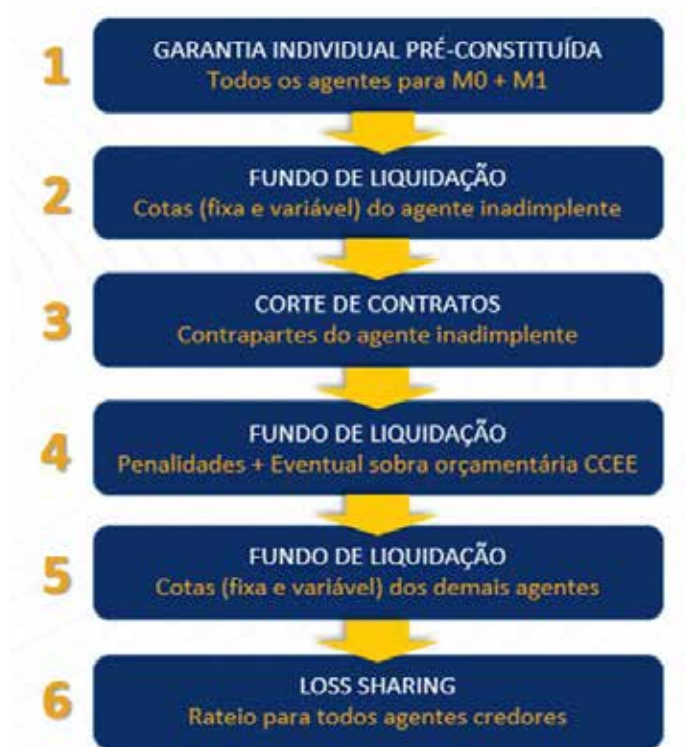 1
GARANTIA INDIVIDUAL PRÉ-CONSTITUÍDA
Todos os agentes para M0 + M1
2
FUNDO DE LIQUIDAÇÃO
Cotas (fixa e variável) do agente inadimplente
3
CORTE DE CONTRATOS
Contrapartes do agente inadimplente
4
FUNDO DE LIQUIDAÇÃO
Penalidades + Eventual sobra orçamentária CCEE
5
FUNDO DE LIQUIDAÇÃO
Cotas (fixa e variável) dos demais agentes
6
LOSS SHARING
Rateio para todos agentes credores